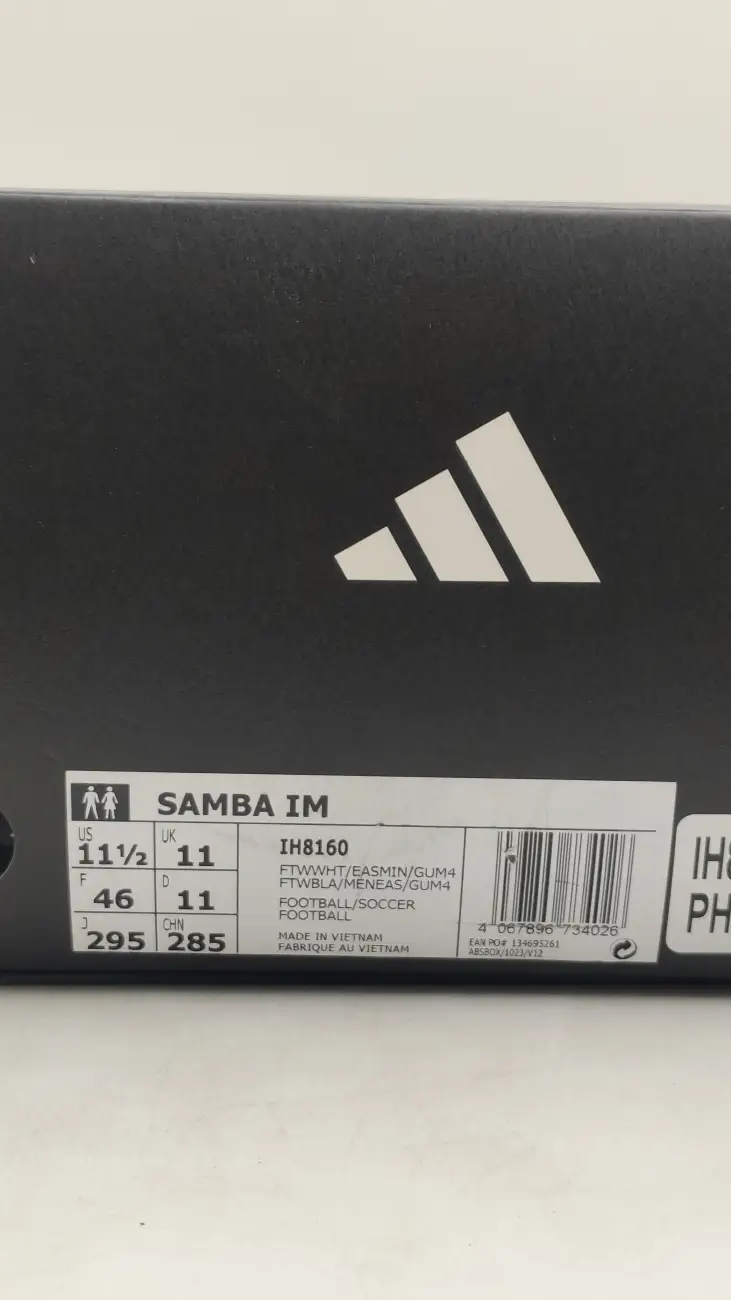 SAMBA IM
US
11½
UK
11
F
46
D
11
J
295
CHN
285
IH8160
FTWWHT/EASMIN/GUM4
FTWBLA/MENEAS/GUM4
FOOTBALL/SOCCER
FOOTBALL
MADE IN VIETNAM
FABRIQUE AU VIETNAM
4 067896 734026
EAN PO# 134695261
ABSBOX/1023/V12
PH